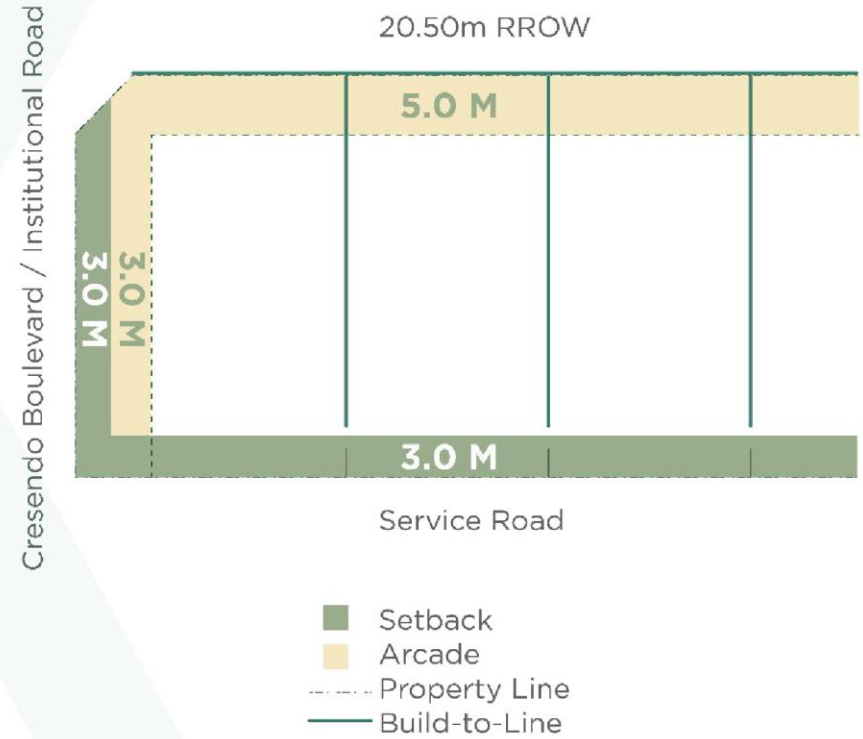 20.50m RROW
Cresendo Boulevard / Institutional Road
5.0 M
3.0 M
3.0 M
3.0 M
Service Road
Setback
Arcade
Property Line
Build-to-Line